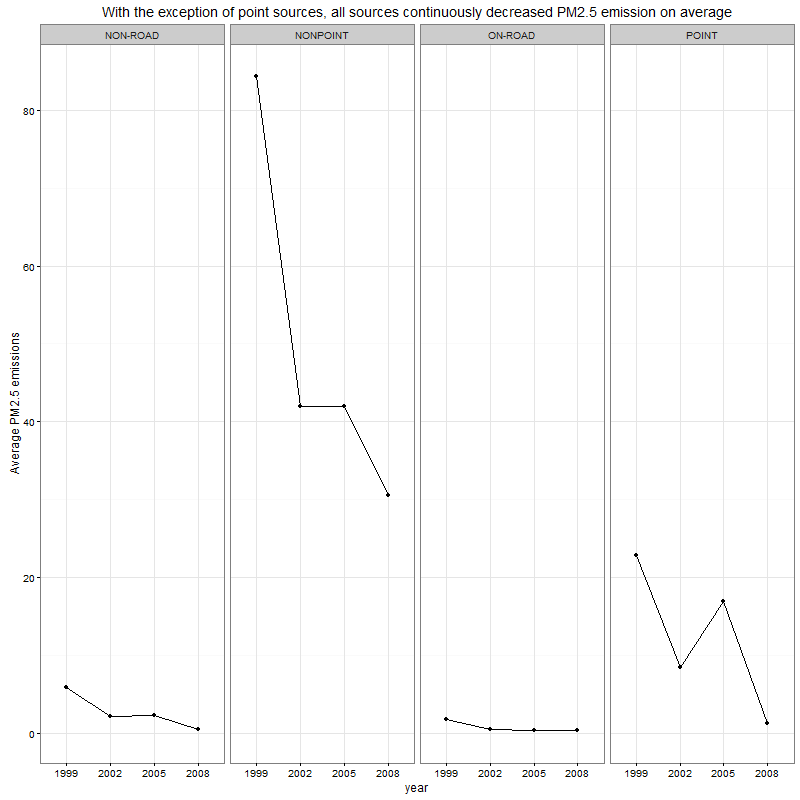 With the exception of point sources, all sources continuously decreased PM2.5 emission on average
NON-ROAD NONPOINT ON-ROAD POINT
Average PM2.5 emissions
80
60
40
20
0
1999 2002 2005 2008 1999 2002 2005 2008 1999 2002 2005 2008 1999 2002 2005 2008
year